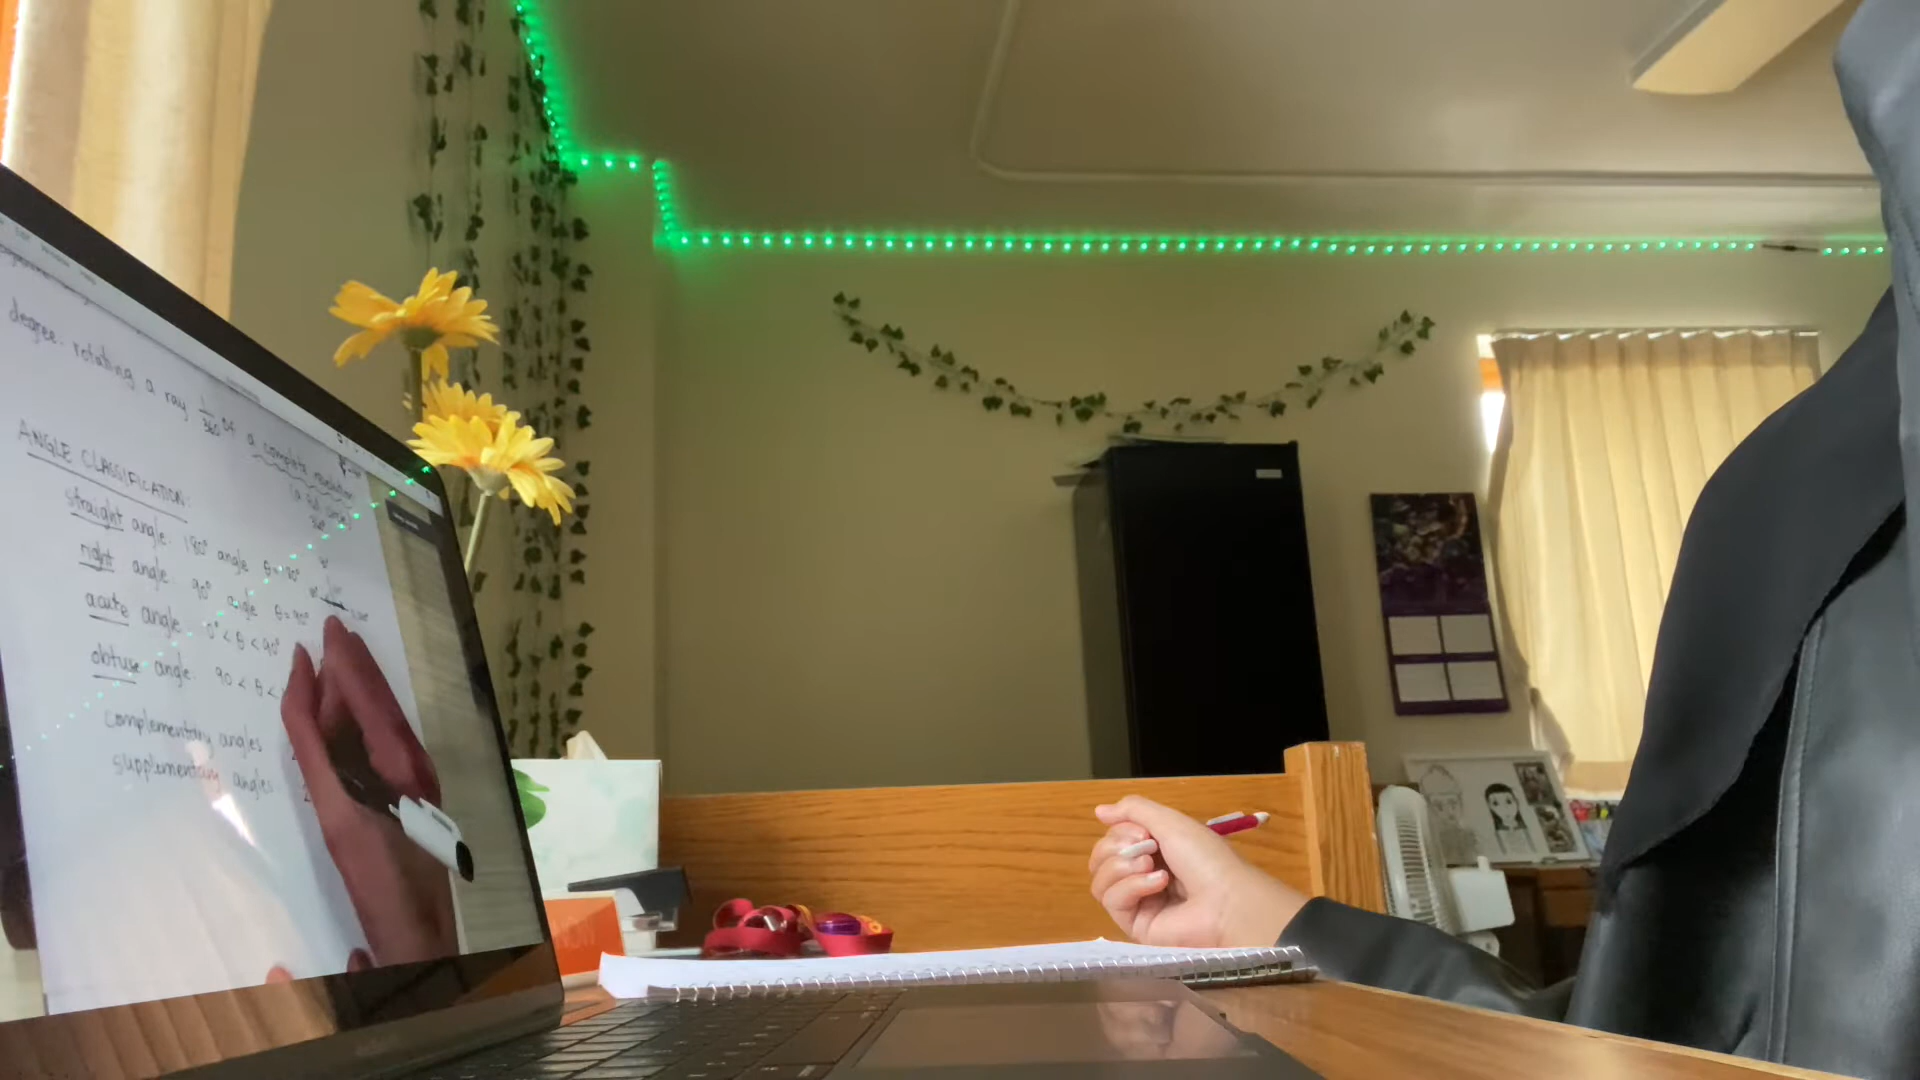 degree: rotating a ray 1/360 of a complete revolution
ANGLE CLASSIFICATION:
straight angle: 180° angle θ = 180°
right angle: 90° angle θ = 90°
acute angle: 0° < θ < 90°
obtuse angle: 90 < θ <
complementary angles
supplementary angles